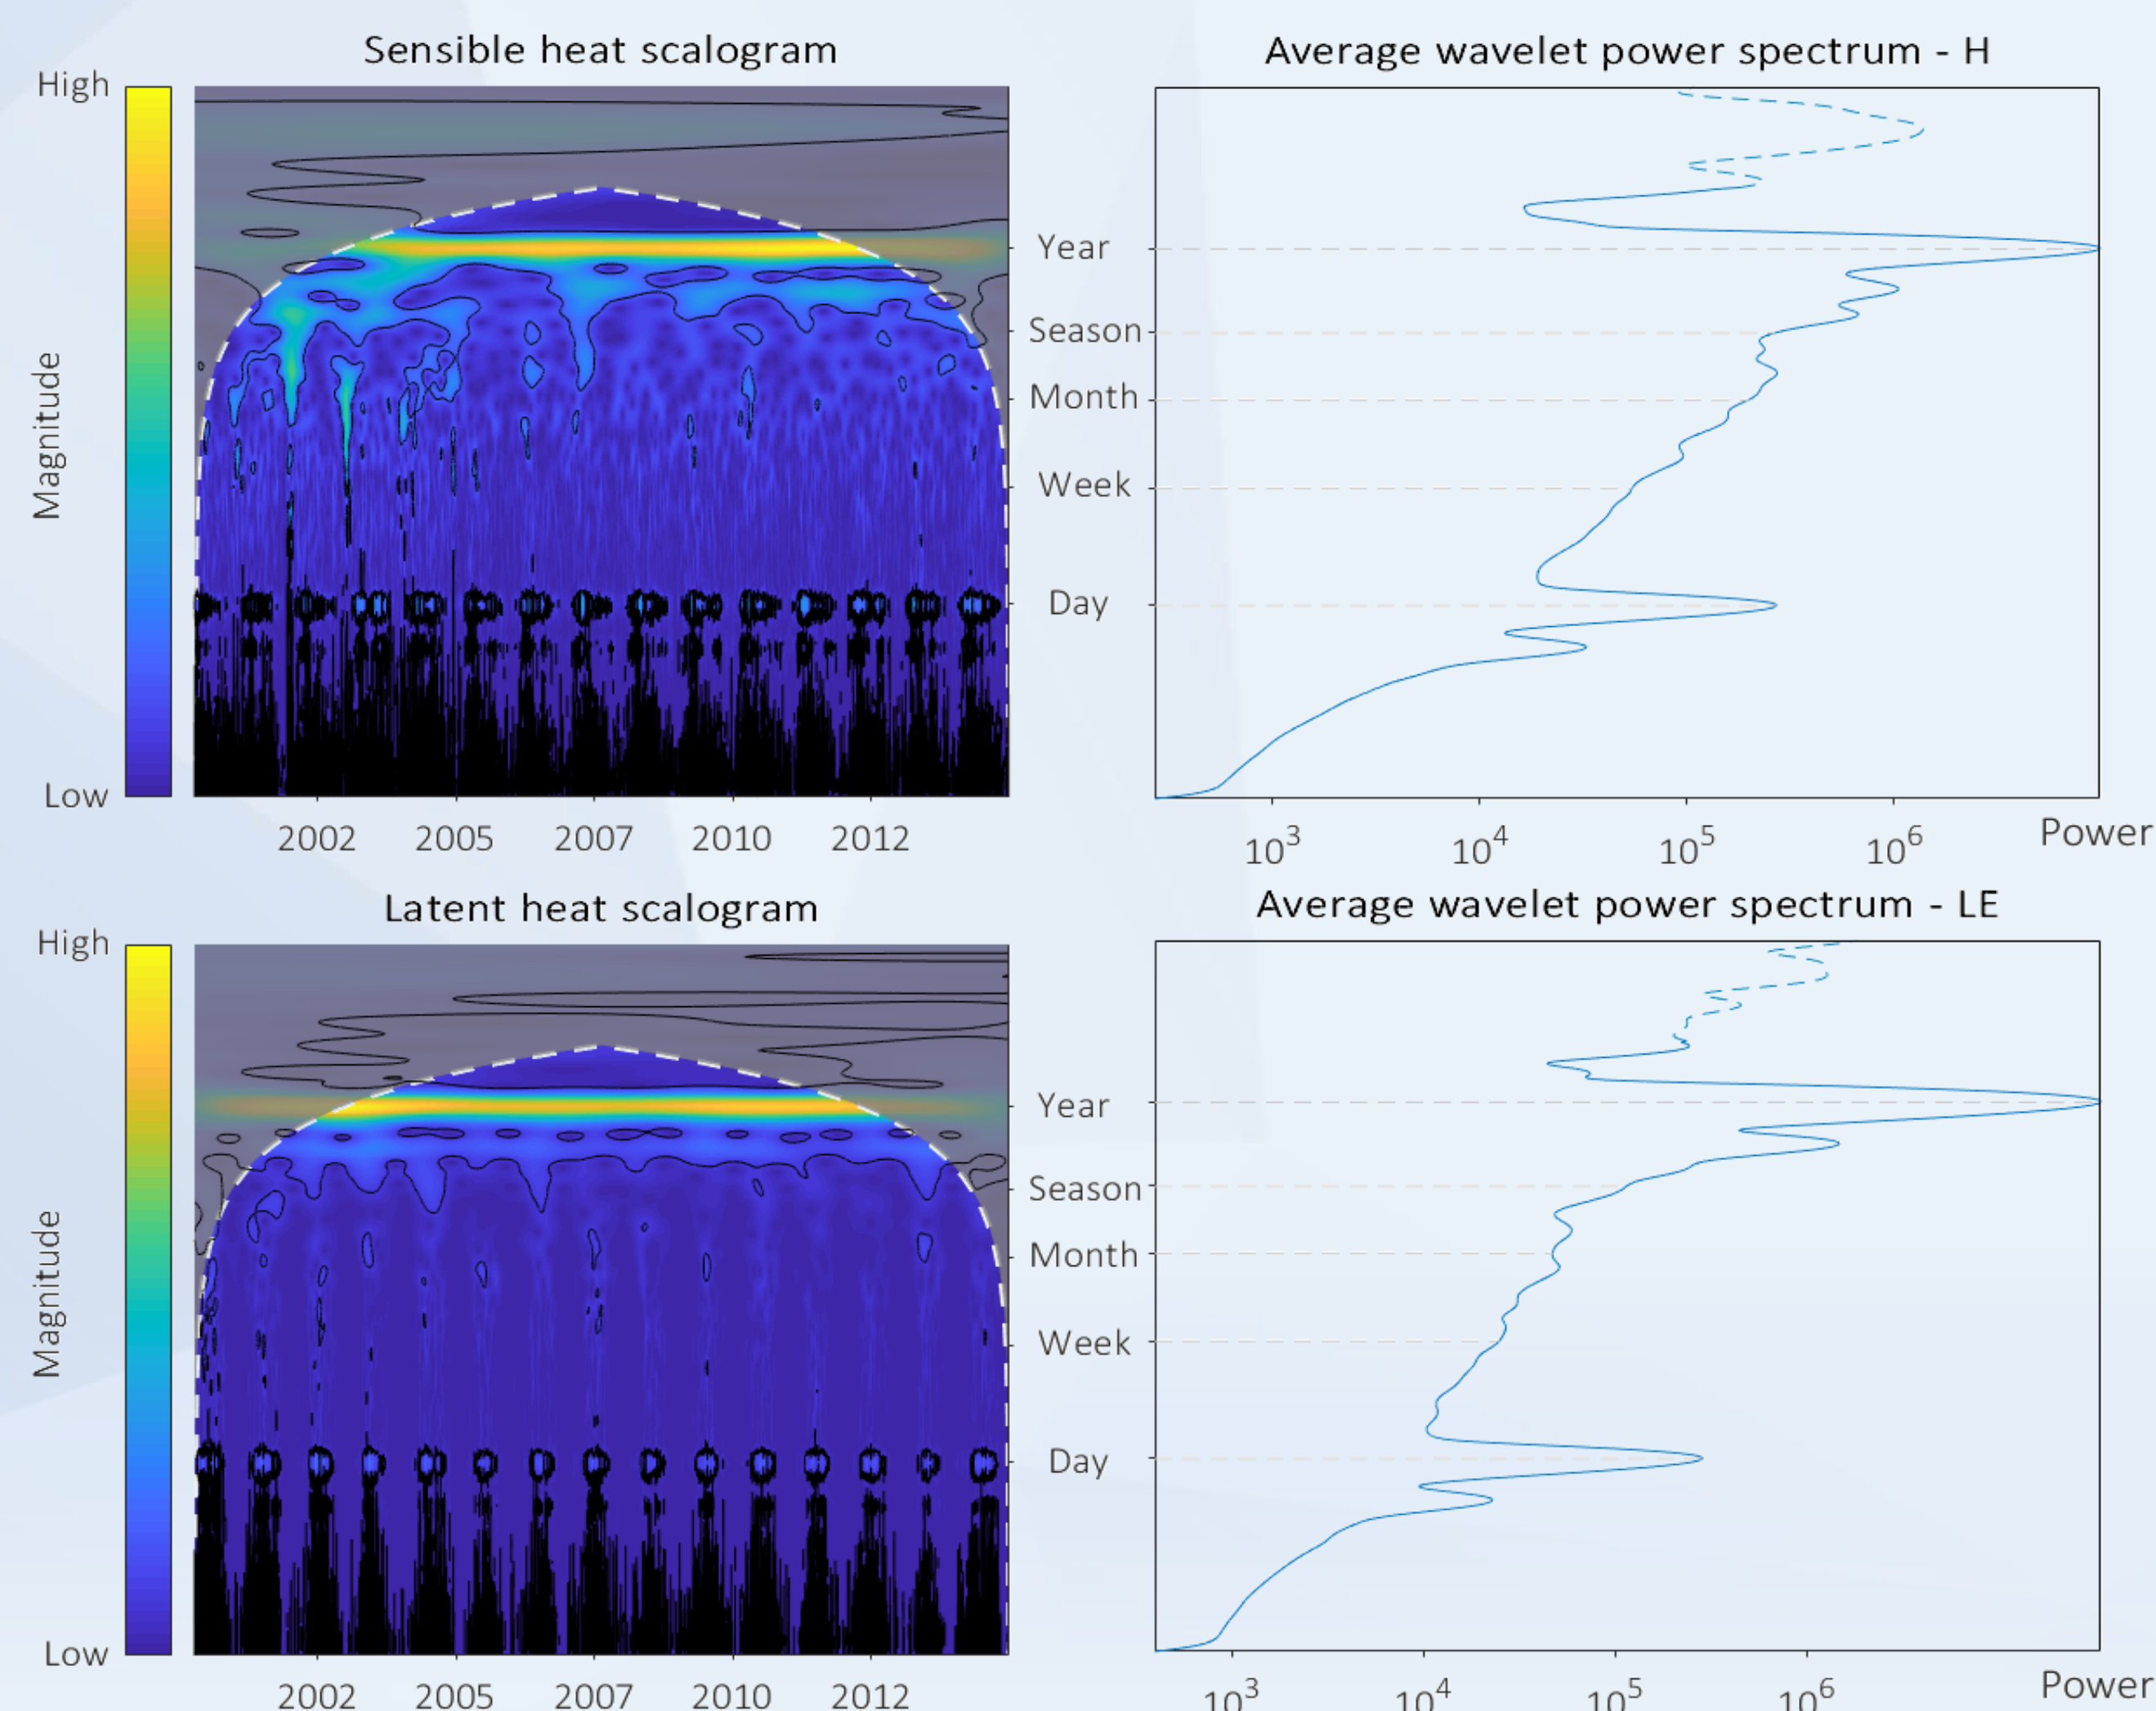 Sensible heat scalogram
Average wavelet power spectrum - H
High
Magnitude
Low
Year
Season
Month
Week
Day
2002 2005 2007 2010 2012
10³ 10⁴ 10⁵ 10⁶ Power
Latent heat scalogram
Average wavelet power spectrum - LE
High
Magnitude
Low
Year
Season
Month
Week
Day
2002 2005 2007 2010 2012
10³ 10⁴ 10⁵ 10⁶ Power